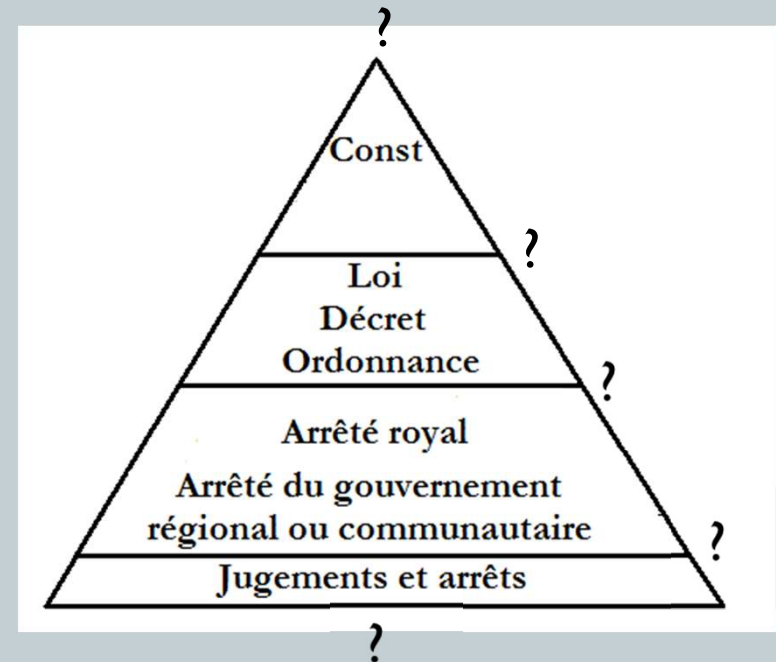 ?
Const
?
Loi
Décret
Ordonnance
?
Arrêté royal
Arrêté du gouvernement
régional ou communautaire
?
Jugements et arrêts
?